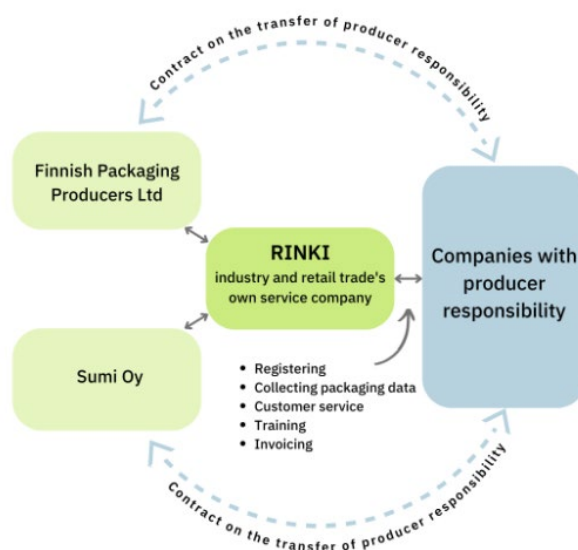 Contract on the transfer of producer responsibility
Finnish Packaging
Producers Ltd
RINKI
industry and retail trade's
own service company
Companies with
producer
responsibility
Sumi Oy
• Registering
• Collecting packaging data
• Customer service
• Training
• Invoicing
Contract on the transfer of producer responsibility